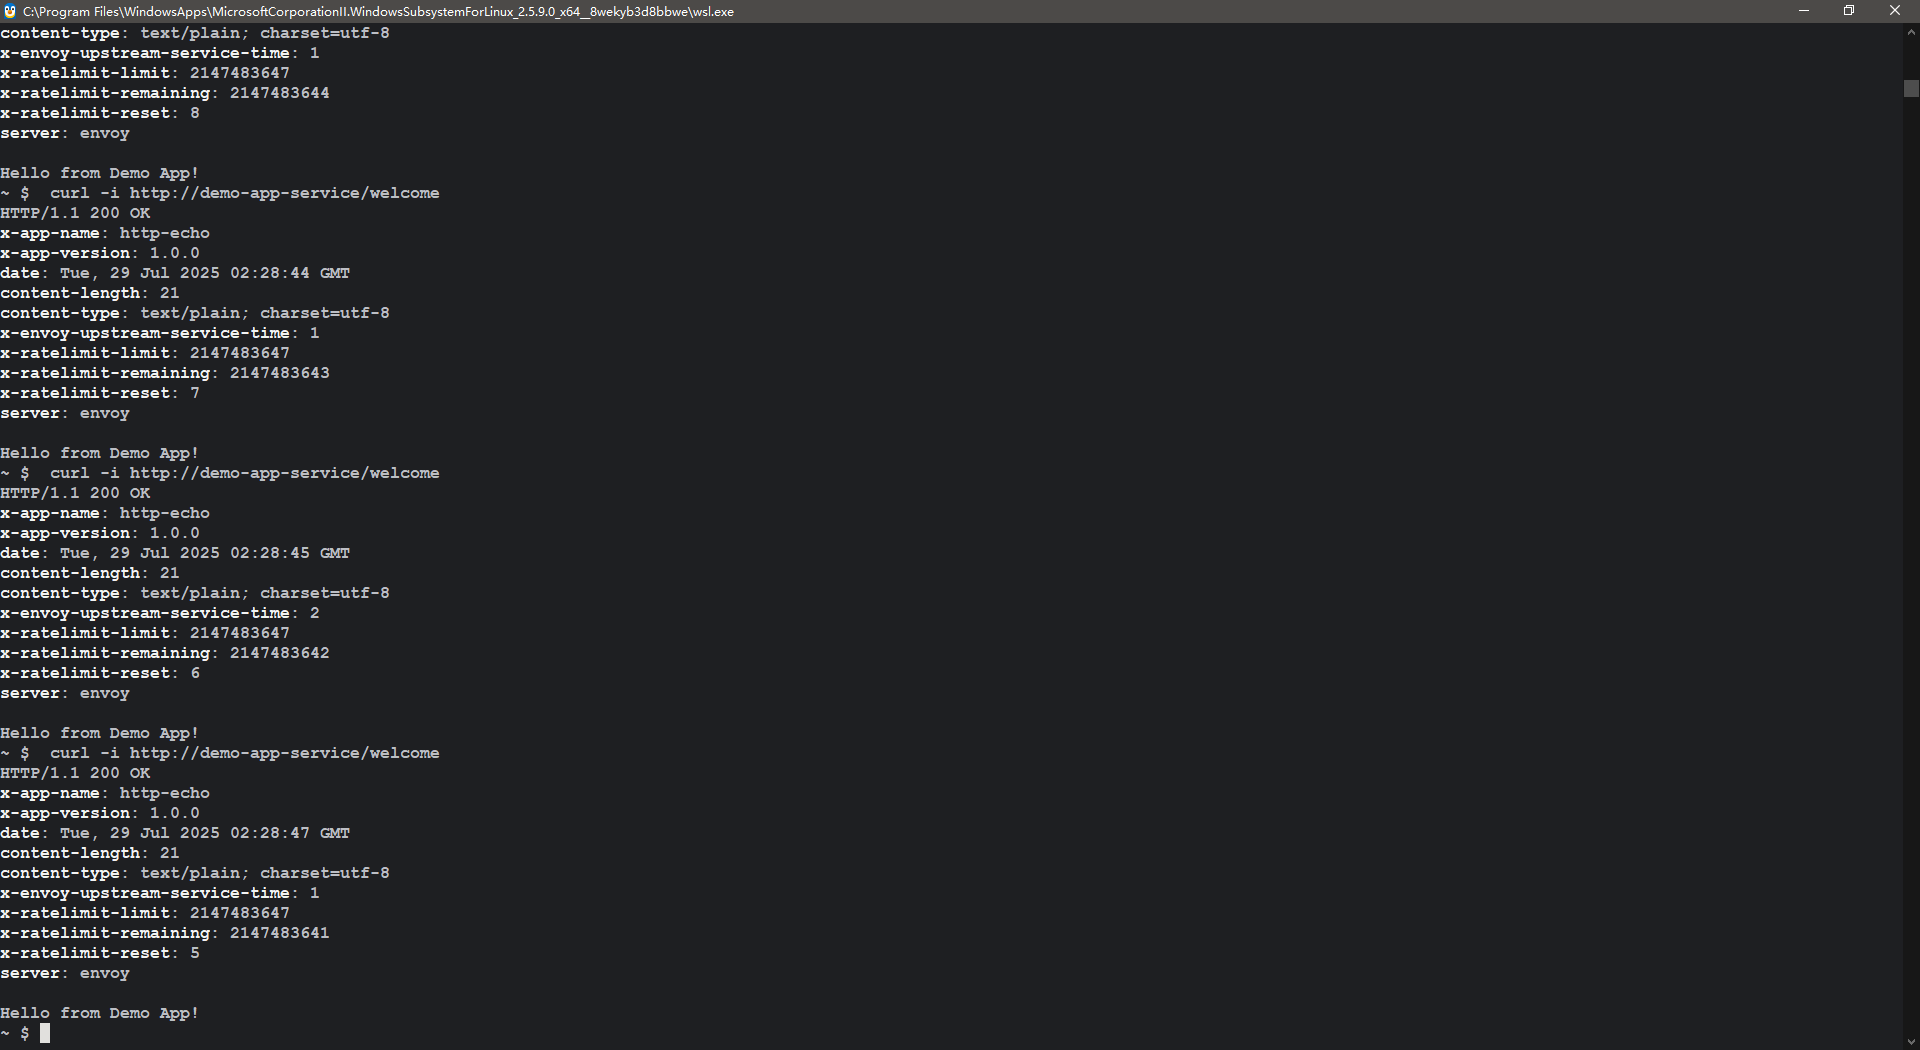 C:\Program Files\WindowsApps\MicrosoftCorporationII.WindowsSubsystemForLinux_2.5.9.0_x64__8wekyb3d8bbwe\wsl.exe
content-type: text/plain; charset=utf-8
x-envoy-upstream-service-time: 1
x-ratelimit-limit: 2147483647
x-ratelimit-remaining: 2147483644
x-ratelimit-reset: 8
server: envoy

Hello from Demo App!
~ $  curl -i http://demo-app-service/welcome
HTTP/1.1 200 OK
x-app-name: http-echo
x-app-version: 1.0.0
date: Tue, 29 Jul 2025 02:28:44 GMT
content-length: 21
content-type: text/plain; charset=utf-8
x-envoy-upstream-service-time: 1
x-ratelimit-limit: 2147483647
x-ratelimit-remaining: 2147483643
x-ratelimit-reset: 7
server: envoy

Hello from Demo App!
~ $  curl -i http://demo-app-service/welcome
HTTP/1.1 200 OK
x-app-name: http-echo
x-app-version: 1.0.0
date: Tue, 29 Jul 2025 02:28:45 GMT
content-length: 21
content-type: text/plain; charset=utf-8
x-envoy-upstream-service-time: 2
x-ratelimit-limit: 2147483647
x-ratelimit-remaining: 2147483642
x-ratelimit-reset: 6
server: envoy

Hello from Demo App!
~ $  curl -i http://demo-app-service/welcome
HTTP/1.1 200 OK
x-app-name: http-echo
x-app-version: 1.0.0
date: Tue, 29 Jul 2025 02:28:47 GMT
content-length: 21
content-type: text/plain; charset=utf-8
x-envoy-upstream-service-time: 1
x-ratelimit-limit: 2147483647
x-ratelimit-remaining: 2147483641
x-ratelimit-reset: 5
server: envoy

Hello from Demo App!
~ $